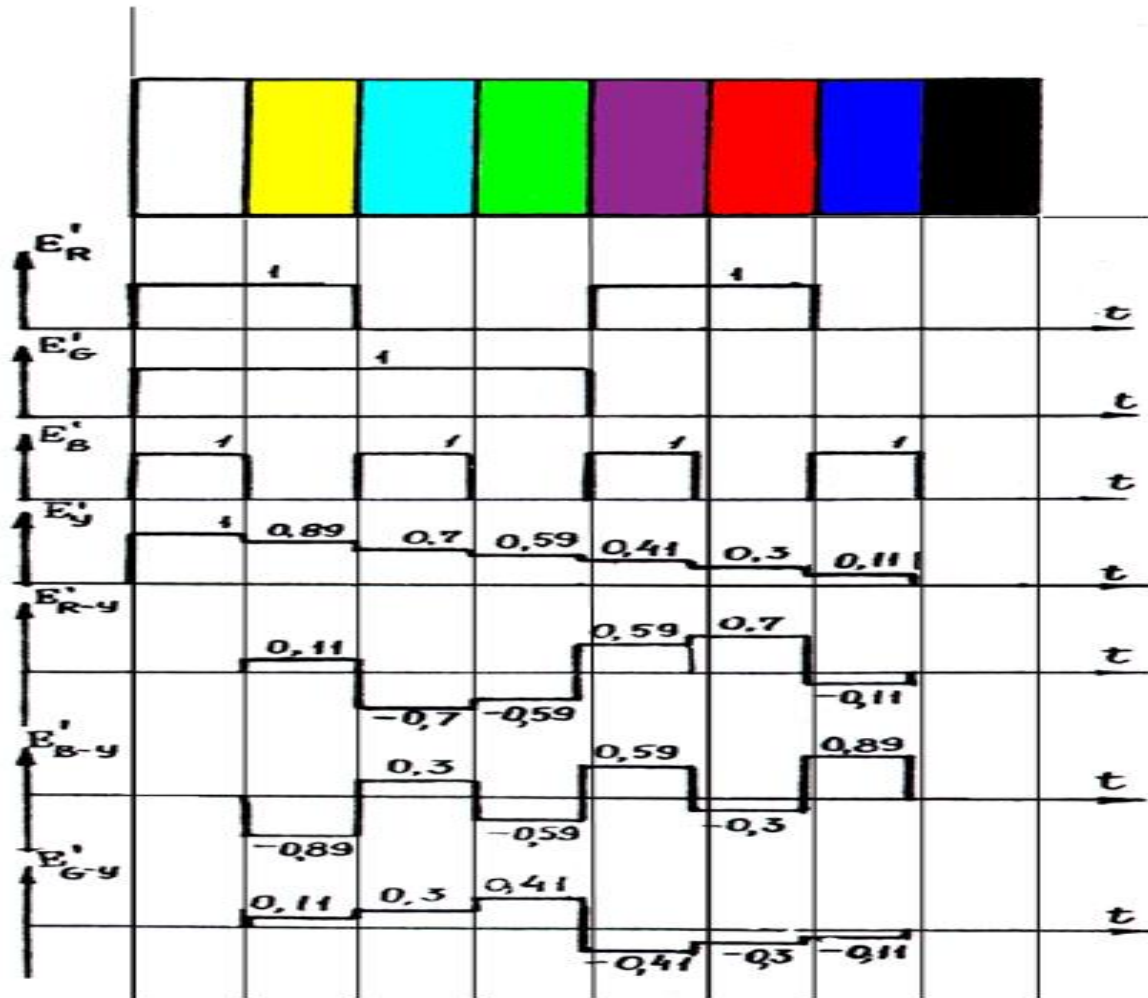 E'R 1 1 t
E'G 1 t
E'B 1 1 1 1 t
E'y 1 0,89 0.7 0,59 0,41 0.3 0,11 t
E'R-y 0,11 -0,7 -0,59 0,59 0.7 -0,11 t
E'B-y -0,89 0,3 -0,59 0,59 -0,3 0,89 t
E'G-y 0,11 0,3 0,41 -0,41 -0,3 -0,11 t